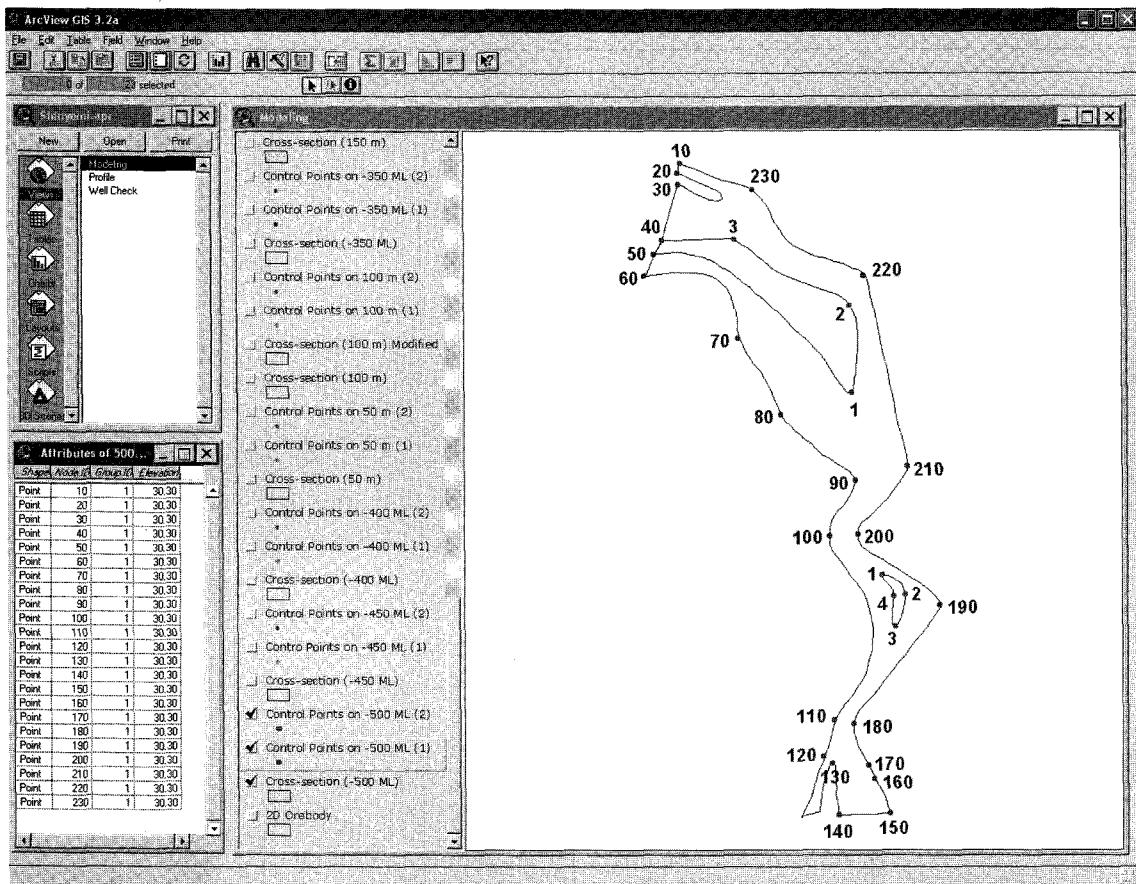 ArcView GIS 3.2a
File Edit Table Field Window Help
0 of 23 selected
New Open Print
Modeling
Profile
Well Check
Views
Modeling
Cross-section (150 m)
Control Points on -350 ML (2)
Control Points on -350 ML (1)
Cross-section (-350 ML)
Control Points on 100 m (2)
Control Points on 100 m (1)
Cross-section (100 m) Modified
Cross-section (100 m)
Control Points on 50 m (2)
Control Points on 50 m (1)
Cross-section (50 m)
Control Points on -400 ML (2)
Control Points on -400 ML (1)
Cross-section (-400 ML)
Control Points on -450 ML (2)
Contro Points on -450 ML (1)
Cross-section (-450 ML)
Control Points on -500 ML (2)
Control Points on -500 ML (1)
Cross-section (-500 ML)
2D Orebody
Attributes of 500...
Shape Node ID Group ID Elevation
Point 10 1 30.30
Point 20 1 30.30
Point 30 1 30.30
Point 40 1 30.30
Point 50 1 30.30
Point 60 1 30.30
Point 70 1 30.30
Point 80 1 30.30
Point 90 1 30.30
Point 100 1 30.30
Point 110 1 30.30
Point 120 1 30.30
Point 130 1 30.30
Point 140 1 30.30
Point 150 1 30.30
Point 160 1 30.30
Point 170 1 30.30
Point 180 1 30.30
Point 190 1 30.30
Point 200 1 30.30
Point 210 1 30.30
Point 220 1 30.30
Point 230 1 30.30
10
20
30
230
40
3
50
60
220
2
70
1
80
210
90
100
200
1
2
4
190
3
110
180
120
130
170
160
140
150